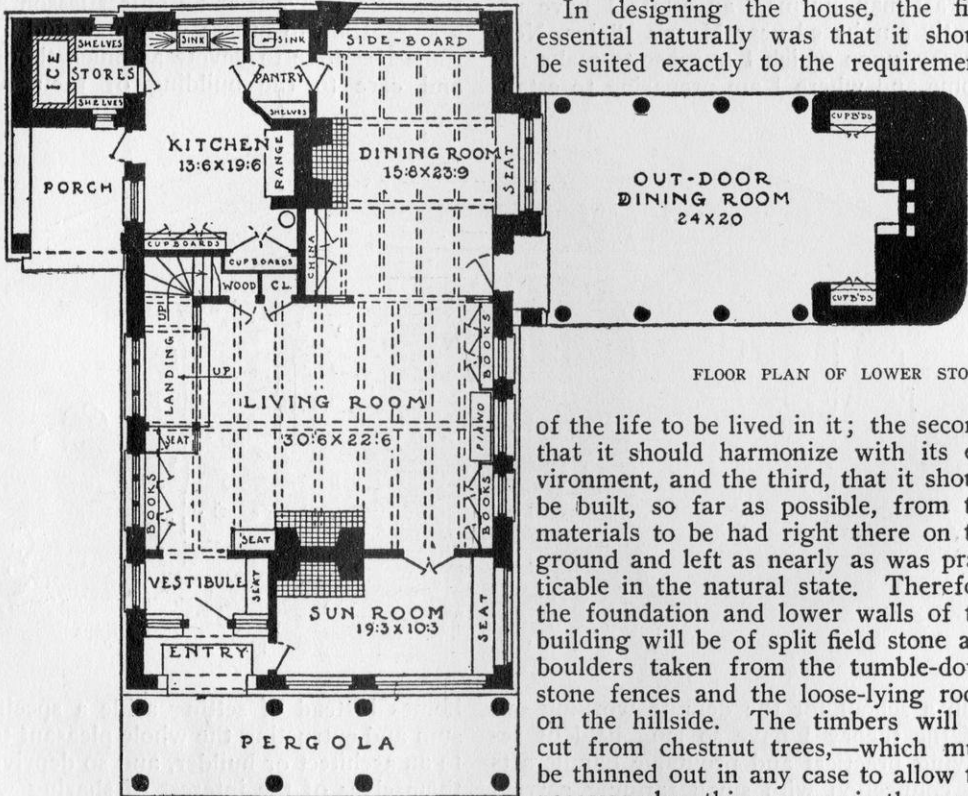 In designing the house, the fi
essential naturally was that it shou
be suited exactly to the requiremen
SHELVES
ICE
STORES
SHELVES
PORCH
SINK
SINK
PANTRY
SHELVES
KITCHEN
13:6X19:6
RANGE
CUPBOARDS
CUPBOARDS
SIDE-BOARD
DINING ROOM
15:8X23:9
SEAT
CHINA
OUT-DOOR
DINING ROOM
24X20
CUPB'DS
CUPB'DS
WOOD
CL.
UP
LANDING
UP
SEAT
BOOKS
LIVING ROOM
30:6X22:6
BOOKS
PIANO
BOOKS
SEAT
VESTIBULE
SEAT
ENTRY
SUN ROOM
19:3X10:3
SEAT
PERGOLA
FLOOR PLAN OF LOWER STO
of the life to be lived in it; the secon
that it should harmonize with its e
vironment, and the third, that it shou
be built, so far as possible, from t
materials to be had right there on t
ground and left as nearly as was pra
ticable in the natural state. Therefo
the foundation and lower walls of t
building will be of split field stone a
boulders taken from the tumble-do
stone fences and the loose-lying roc
on the hillside. The timbers will
cut from chestnut trees,—which mu
be thinned out in any case to allow